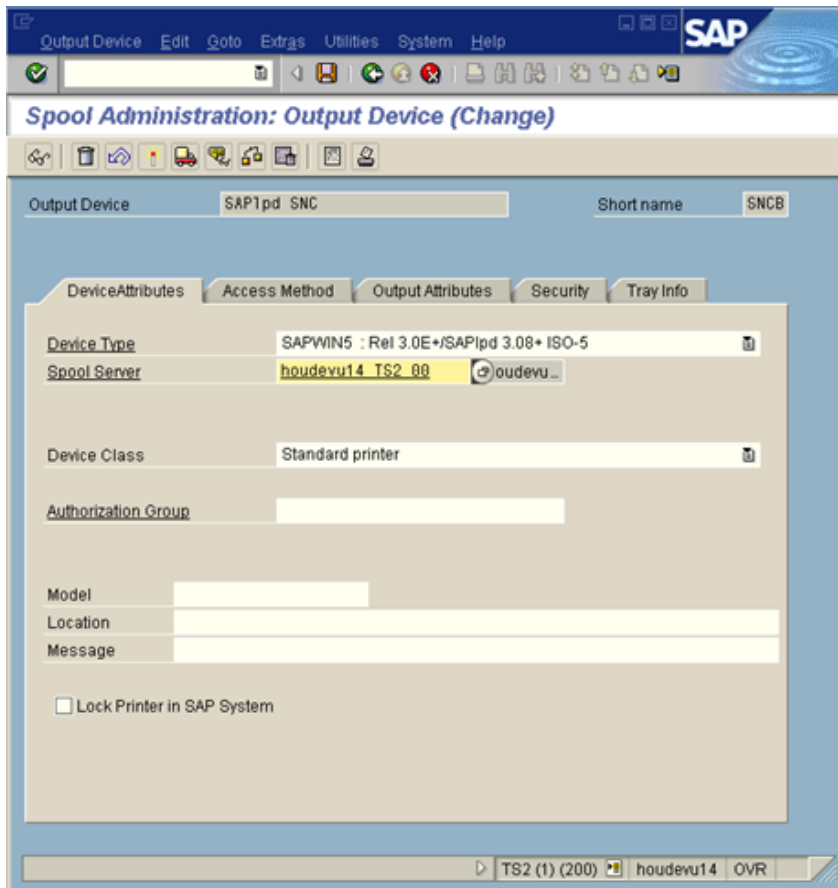 Output Device Edit Goto Extras Utilities System Help
SAP
Spool Administration: Output Device (Change)
Output Device SAPlpd SNC Short name SNCB
DeviceAttributes Access Method Output Attributes Security Tray Info
Device Type SAPWIN5 : Rel 3.0E+/SAPlpd 3.08+ ISO-5
Spool Server houdevu14_TS2_00 oudevu...
Device Class Standard printer
Authorization Group
Model
Location
Message
Lock Printer in SAP System
TS2 (1) (200) houdevu14 OVR